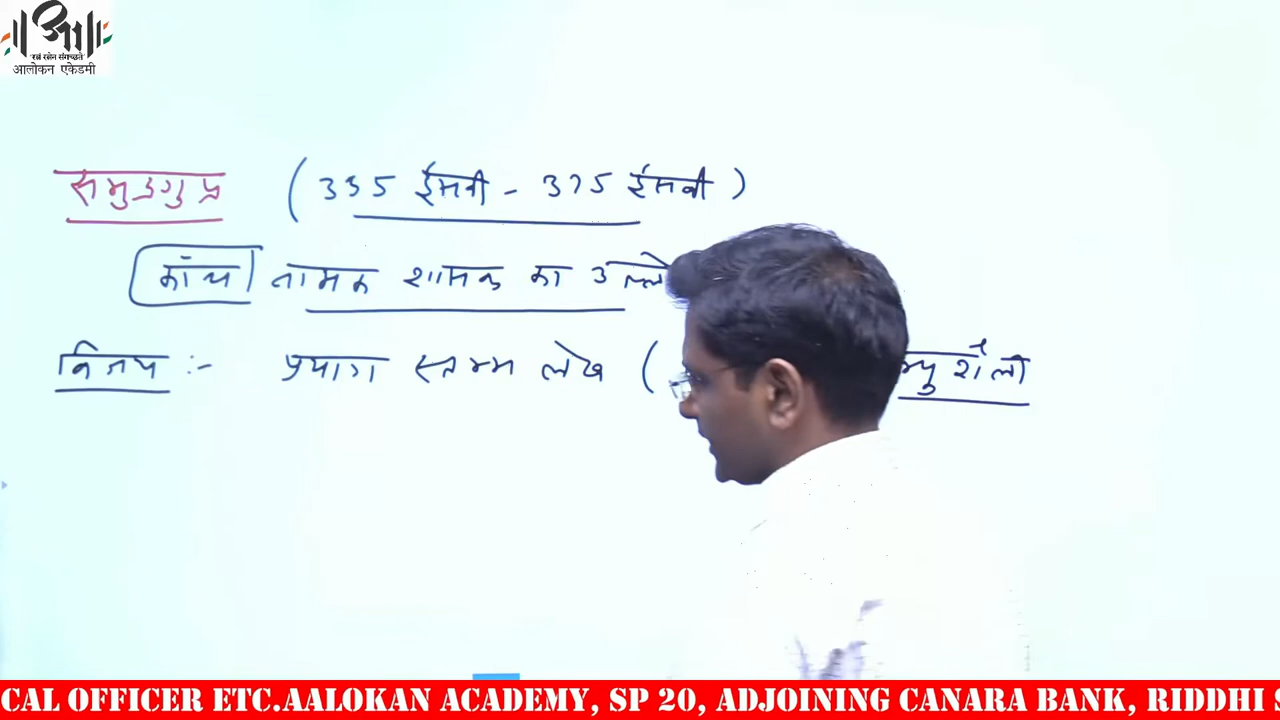 आलोकन एकेडमी
समुद्रगुप्त (335 ईसवी - 375 ईसवी)
काँच नामक शासक का
विजय :- प्रयाग स्तम्भ लेख ( शैली
CAL OFFICER ETC.AALOKAN ACADEMY, SP 20, ADJOINING CANARA BANK, RIDDHI S